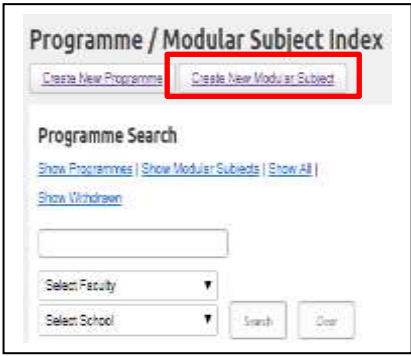 Programme / Modular Subject Index
Create New Programme Create New Modular Subject
Programme Search
Show Programmes | Show Modular Subjects | Show All |
Show Withdrawn
Select Faculty
Select School Search Clear